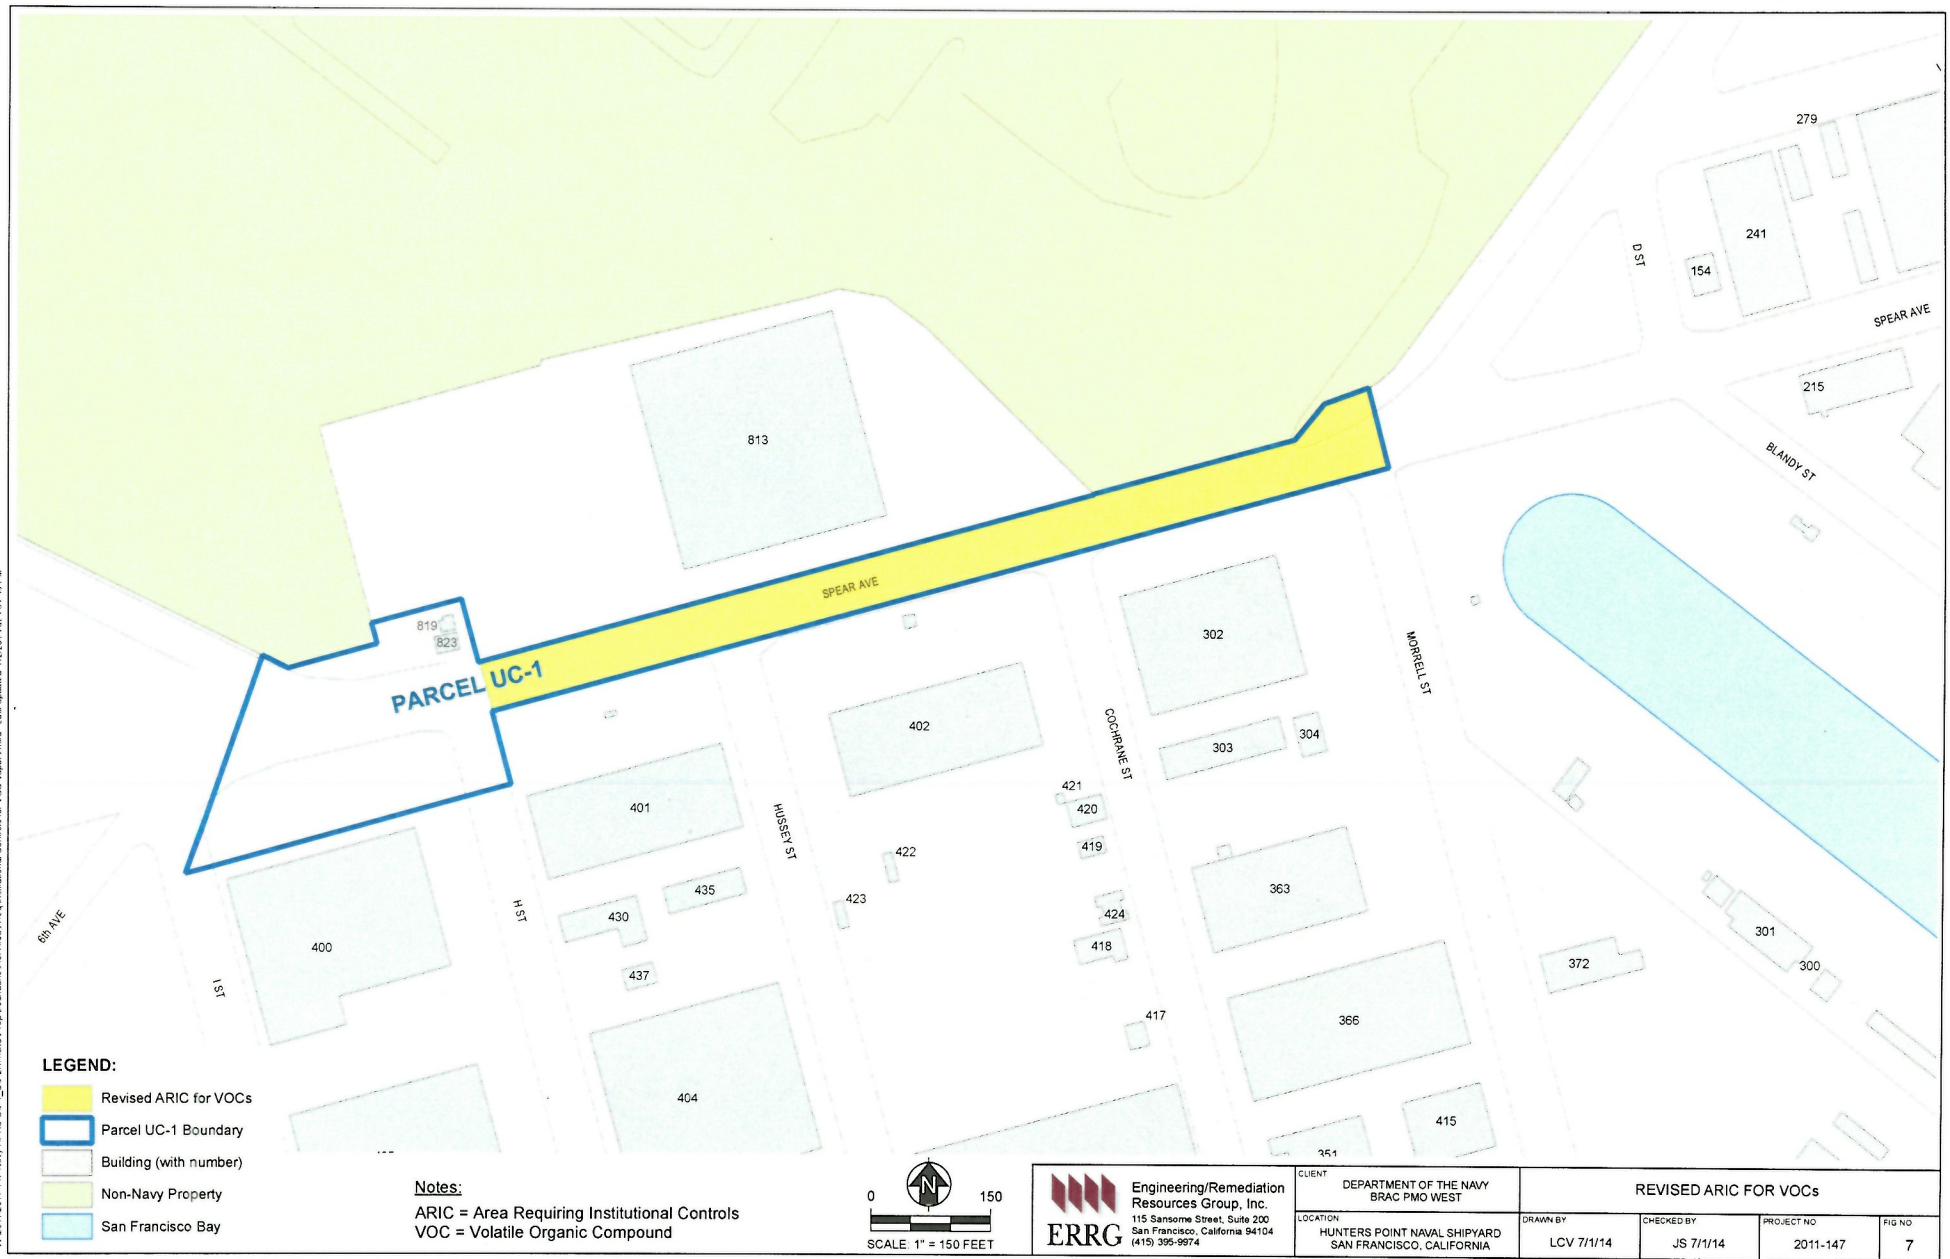 279
241
D ST
154
SPEAR AVE
215
813
BLANDY ST
SPEAR AVE
819
823
302
MORRELL ST
PARCEL UC-1
402
COCHRANE ST
303
304
421
420
401
HUSSEY ST
419
422
435
363
423
430
424
H ST
6th AVE
400
418
301
437
372
300
I ST
417
366
404
415
351
LEGEND:
Revised ARIC for VOCs
Parcel UC-1 Boundary
Building (with number)
Non-Navy Property
San Francisco Bay
Notes:
ARIC = Area Requiring Institutional Controls
VOC = Volatile Organic Compound
N
0 150
SCALE: 1" = 150 FEET
ERRG
Engineering/Remediation
Resources Group, Inc.
115 Sansome Street, Suite 200
San Francisco, California 94104
(415) 395-9974
CLIENT
DEPARTMENT OF THE NAVY
BRAC PMO WEST
LOCATION
HUNTERS POINT NAVAL SHIPYARD
SAN FRANCISCO, CALIFORNIA
REVISED ARIC FOR VOCs
DRAWN BY
LCV 7/1/14
CHECKED BY
JS 7/1/14
PROJECT NO
2011-147
FIG NO
7